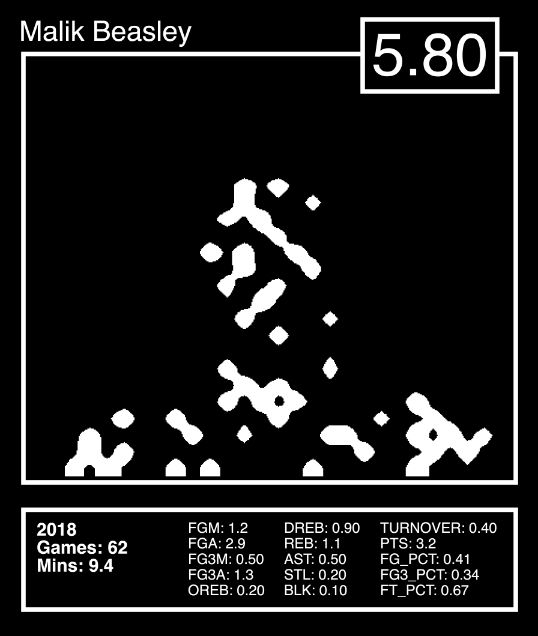 Malik Beasley
5.80
2018
Games: 62
Mins: 9.4
FGM: 1.2
FGA: 2.9
FG3M: 0.50
FG3A: 1.3
OREB: 0.20
DREB: 0.90
REB: 1.1
AST: 0.50
STL: 0.20
BLK: 0.10
TURNOVER: 0.40
PTS: 3.2
FG_PCT: 0.41
FG3_PCT: 0.34
FT_PCT: 0.67